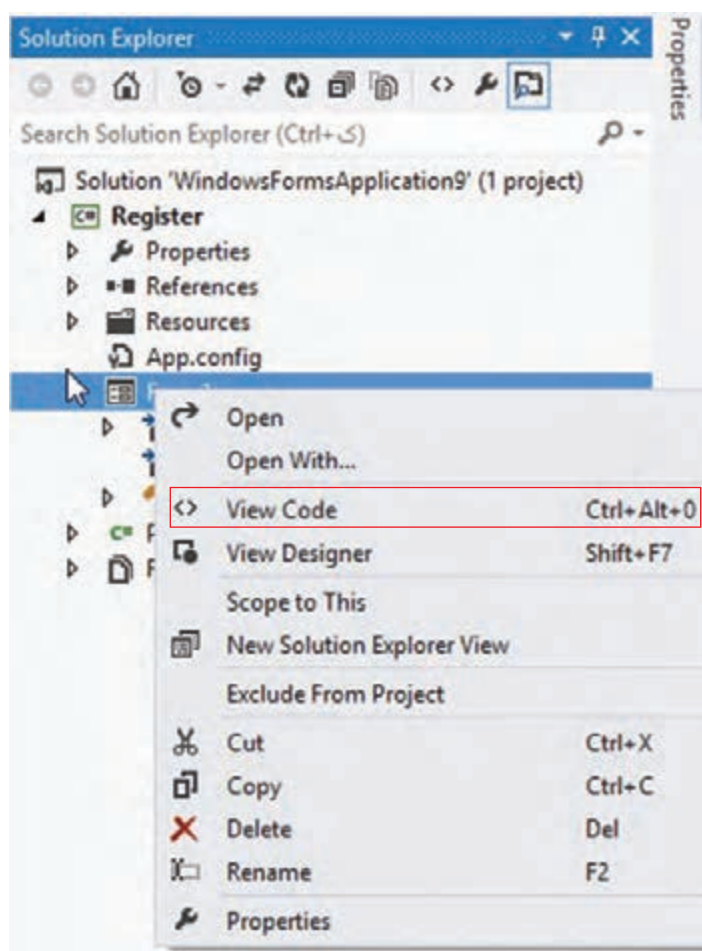 Solution Explorer
Properties
Search Solution Explorer (Ctrl+ک)
Solution 'WindowsFormsApplication9' (1 project)
C# Register
Properties
References
Resources
App.config
Open
Open With...
View Code Ctrl+Alt+0
View Designer Shift+F7
Scope to This
New Solution Explorer View
Exclude From Project
Cut Ctrl+X
Copy Ctrl+C
Delete Del
Rename F2
Properties